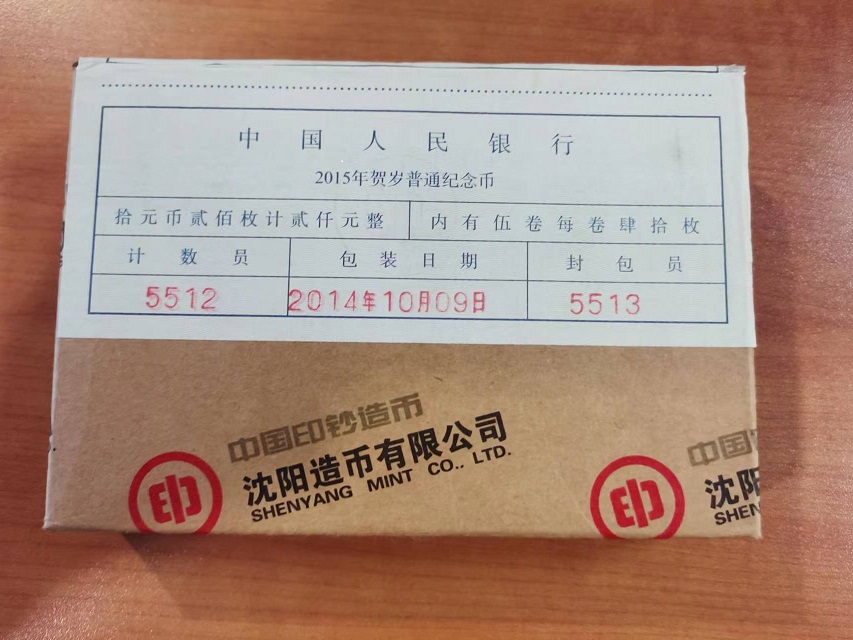 中国人民银行
2015年贺岁普通纪念币
拾元币贰佰枚计贰仟元整 内有伍卷每卷肆拾枚
计数员 包装日期 封包员
5512 2014年10月09日 5513
中国印钞造币
沈阳造币有限公司
SHENYANG MINT CO., LTD.
中国
沈阳
SHEN